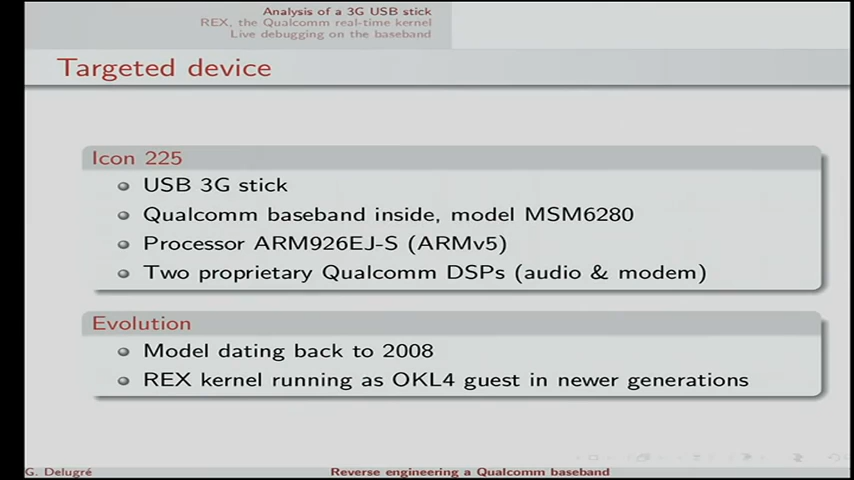 Analysis of a 3G USB stick
REX, the Qualcomm real-time kernel
Live debugging on the baseband
Targeted device
Icon 225
USB 3G stick
Qualcomm baseband inside, model MSM6280
Processor ARM926EJ-S (ARMv5)
Two proprietary Qualcomm DSPs (audio & modem)
Evolution
Model dating back to 2008
REX kernel running as OKL4 guest in newer generations
G. Delugré
Reverse engineering a Qualcomm baseband